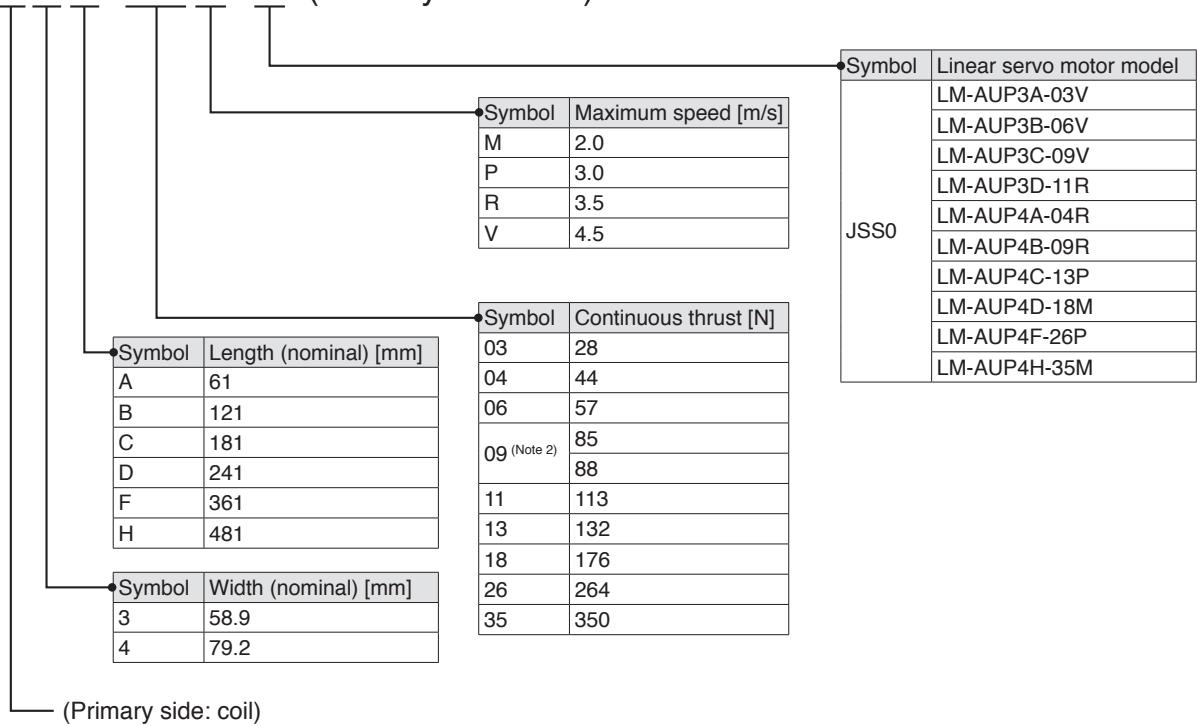 Symbol Linear servo motor model
JSS0
LM-AUP3A-03V
LM-AUP3B-06V
LM-AUP3C-09V
LM-AUP3D-11R
LM-AUP4A-04R
LM-AUP4B-09R
LM-AUP4C-13P
LM-AUP4D-18M
LM-AUP4F-26P
LM-AUP4H-35M
Symbol Maximum speed [m/s]
M 2.0
P 3.0
R 3.5
V 4.5
Symbol Continuous thrust [N]
03 28
04 44
06 57
09 (Note 2) 85
88
11 113
13 132
18 176
26 264
35 350
Symbol Length (nominal) [mm]
A 61
B 121
C 181
D 241
F 361
H 481
Symbol Width (nominal) [mm]
3 58.9
4 79.2
(Primary side: coil)